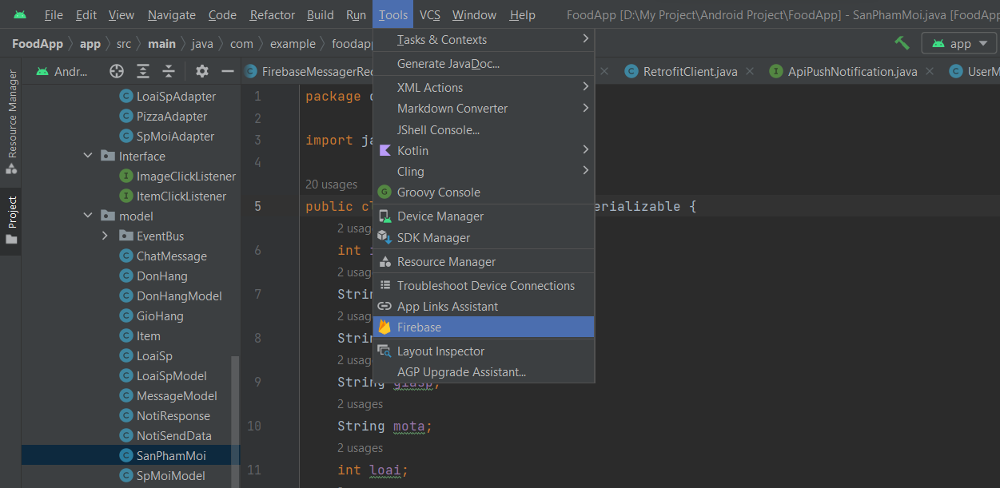 File Edit View Navigate Code Refactor Build Run Tools VCS Window Help FoodApp [D:\My Project\Android Project\FoodApp] - SanPhamMoi.java [FoodApp
FoodApp app src main java com example foodapp app
Andr... FirebaseMessagerRec RetrofitClient.java ApiPushNotification.java UserM
Resource Manager
Project
LoaiSpAdapter
PizzaAdapter
SpMoiAdapter
Interface
ImageClickListener
ItemClickListener
model
EventBus
ChatMessage
DonHang
DonHangModel
GioHang
Item
LoaiSp
LoaiSpModel
MessageModel
NotiResponse
NotiSendData
SanPhamMoi
SpMoiModel
Tasks & Contexts
Generate JavaDoc...
XML Actions
Markdown Converter
JShell Console...
Kotlin
Cling
Groovy Console
Device Manager
SDK Manager
Resource Manager
Troubleshoot Device Connections
App Links Assistant
Firebase
Layout Inspector
AGP Upgrade Assistant...
1 package
2
3 import ja
4
20 usages
5 public cl erializable {
2 usag
6 int
2 usag
7 Stri
2 usag
8 Stri
2 usag
9 String giasp;
2 usages
10 String mota;
2 usages
11 int loai;